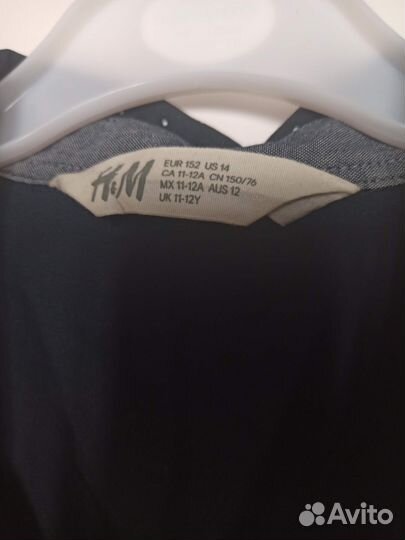 H&M
EUR 152 US 14
CA 11-12A CN 150/76
MX 11-12A AUS 12
UK 11-12Y
Avito